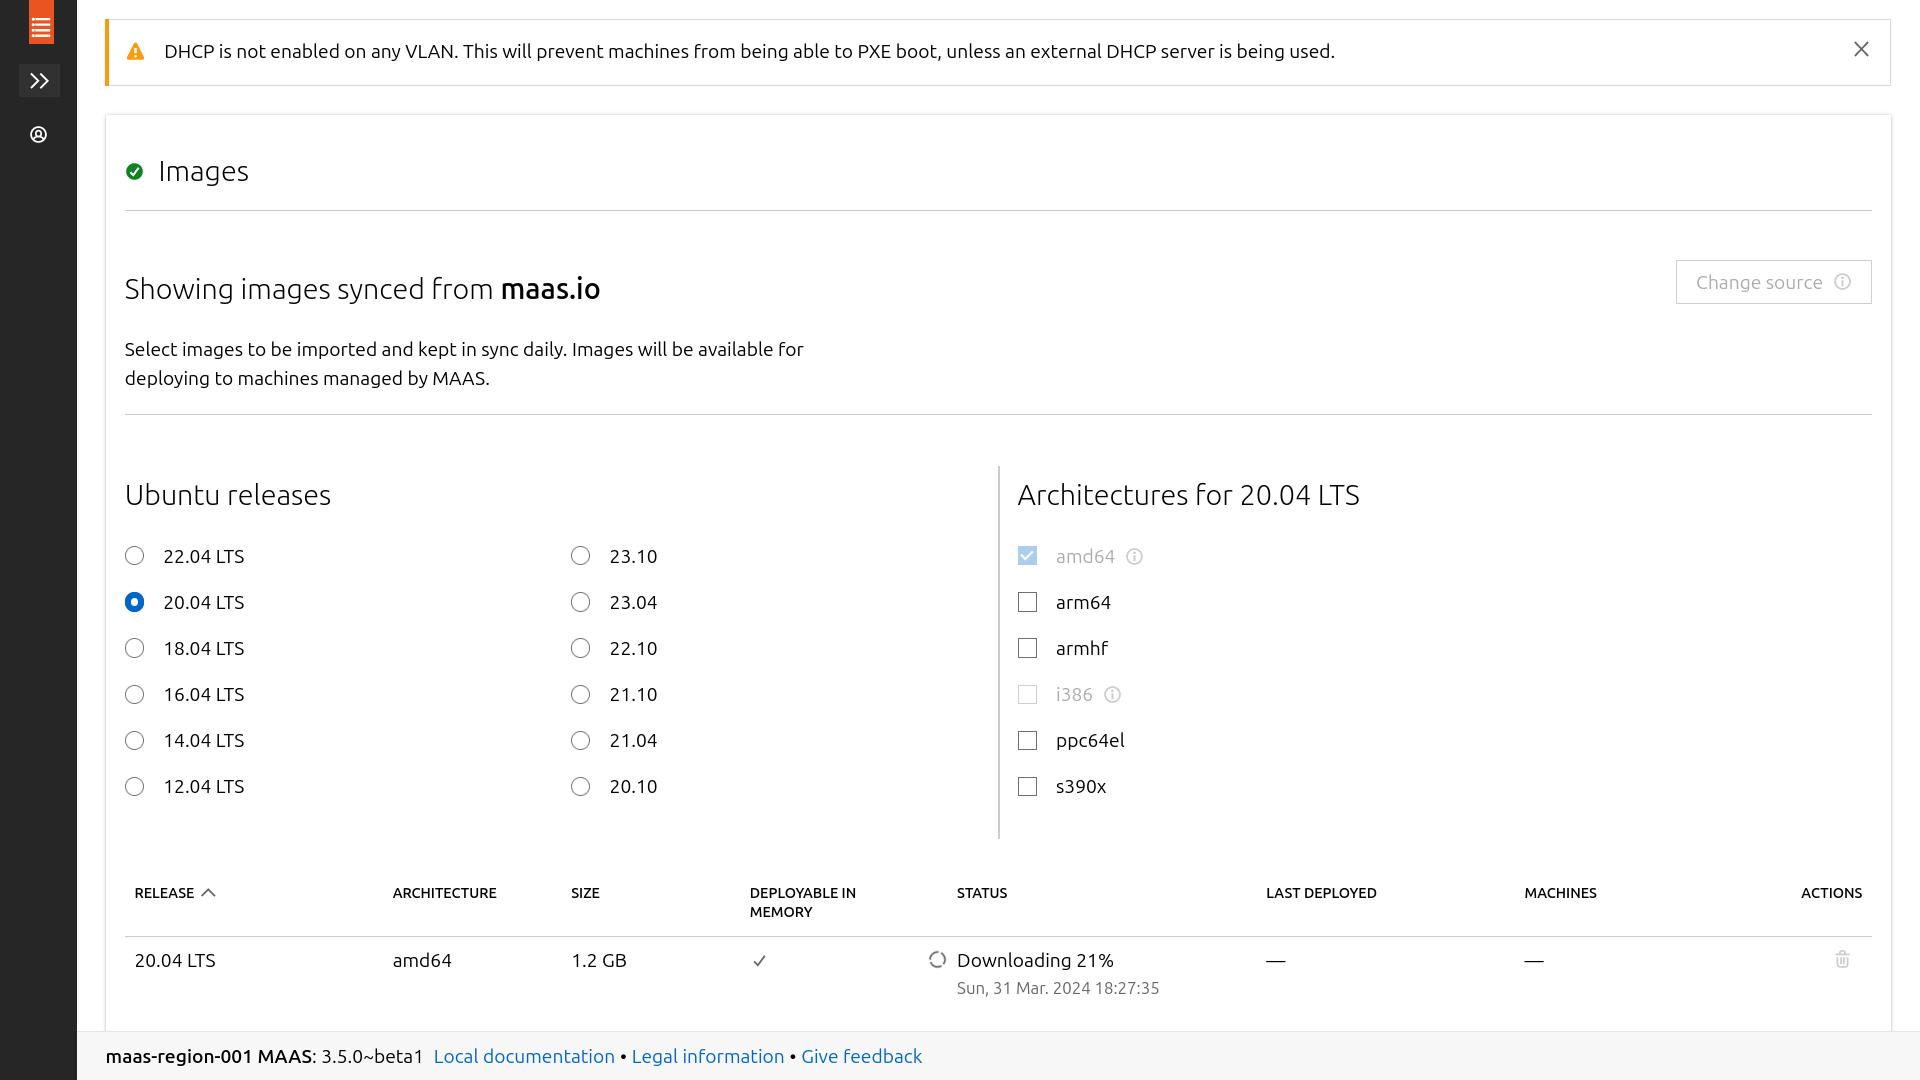 DHCP is not enabled on any VLAN. This will prevent machines from being able to PXE boot, unless an external DHCP server is being used.
Images
Showing images synced from maas.io
Change source
Select images to be imported and kept in sync daily. Images will be available for
deploying to machines managed by MAAS.
Ubuntu releases
22.04 LTS
20.04 LTS
18.04 LTS
16.04 LTS
14.04 LTS
12.04 LTS
23.10
23.04
22.10
21.10
21.04
20.10
Architectures for 20.04 LTS
amd64
arm64
armhf
i386
ppc64el
s390x
RELEASE ARCHITECTURE SIZE DEPLOYABLE IN MEMORY STATUS LAST DEPLOYED MACHINES ACTIONS
20.04 LTS amd64 1.2 GB Downloading 21% — —
Sun, 31 Mar. 2024 18:27:35
maas-region-001 MAAS: 3.5.0~beta1 Local documentation • Legal information • Give feedback